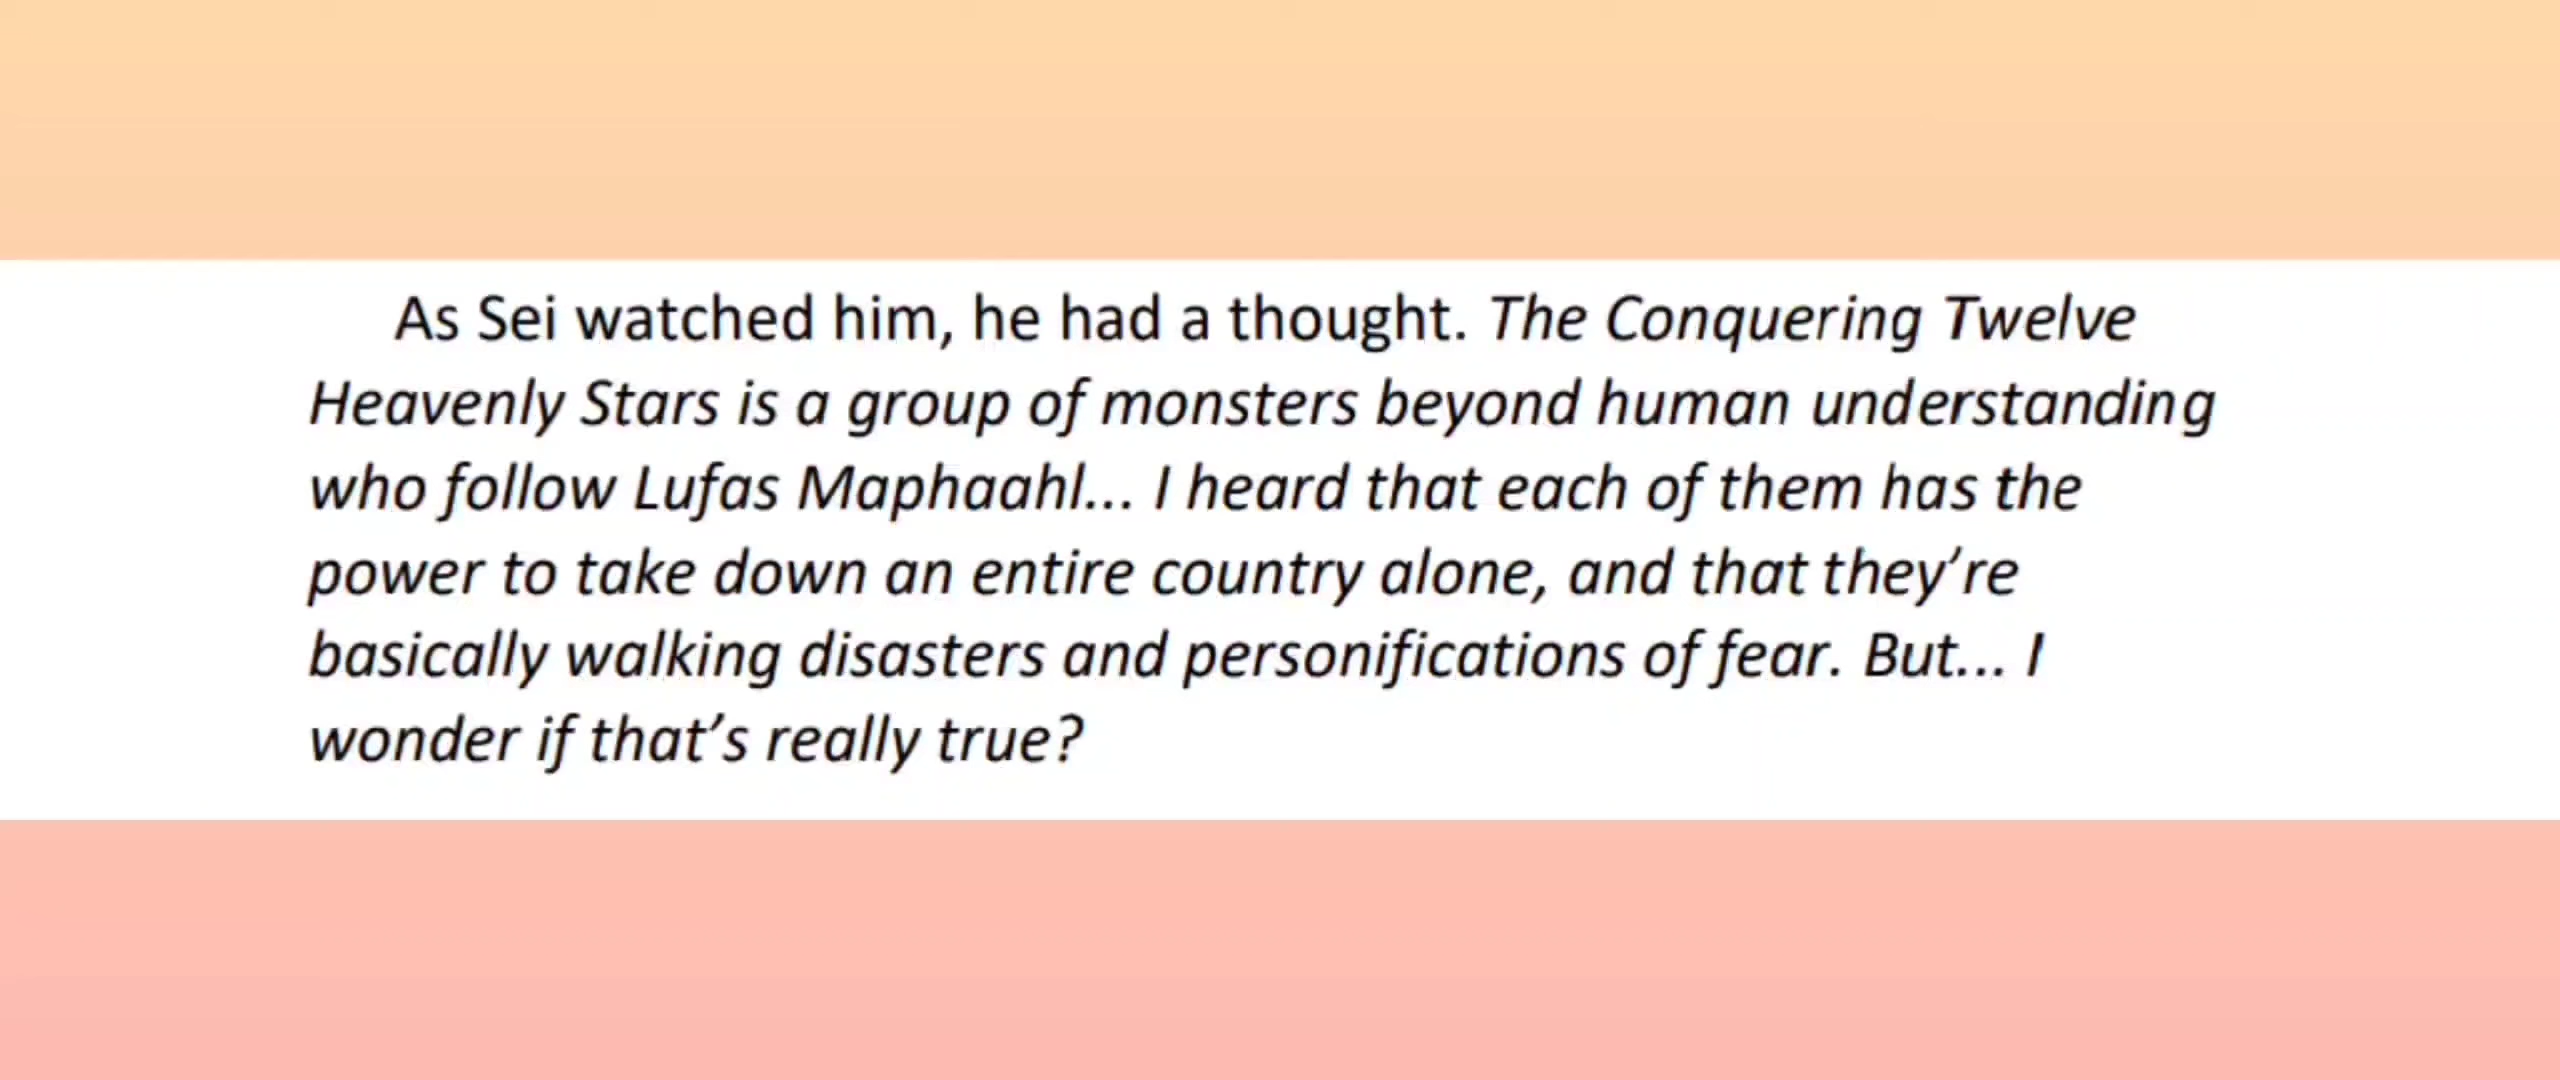 As Sei watched him, he had a thought. The Conquering Twelve
Heavenly Stars is a group of monsters beyond human understanding
who follow Lufas Maphaahl... I heard that each of them has the
power to take down an entire country alone, and that they’re
basically walking disasters and personifications of fear. But... I
wonder if that’s really true?